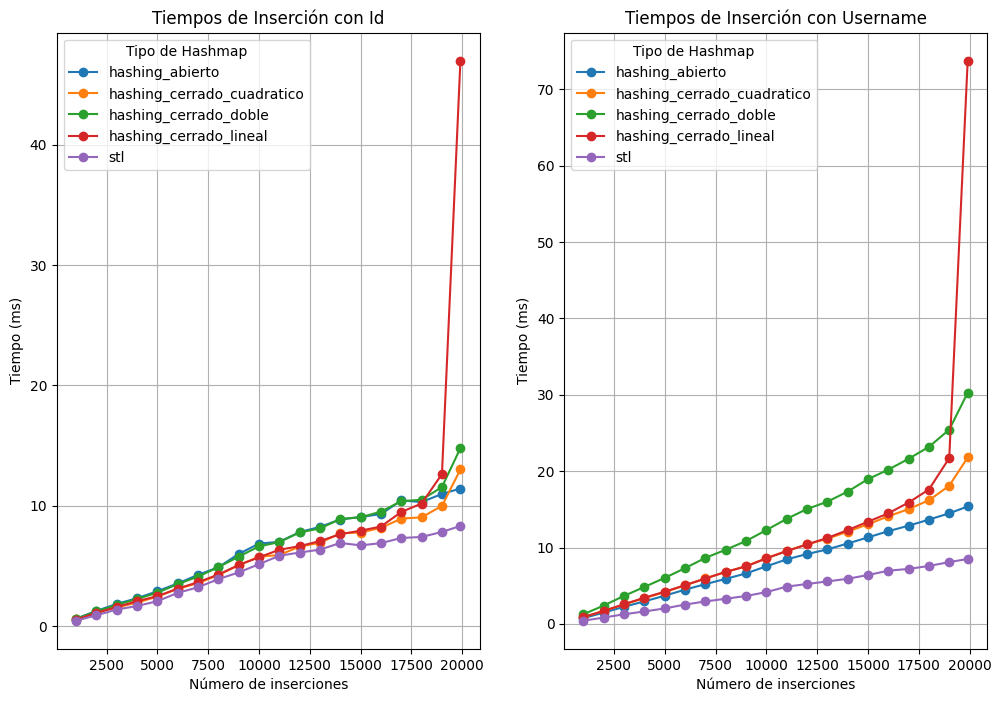 Tiempos de Inserción con Id
Tipo de Hashmap
hashing_abierto
hashing_cerrado_cuadratico
hashing_cerrado_doble
hashing_cerrado_lineal
stl
Tiempo (ms)
40
30
20
10
0
2500 5000 7500 10000 12500 15000 17500 20000
Número de inserciones
Tiempos de Inserción con Username
Tipo de Hashmap
hashing_abierto
hashing_cerrado_cuadratico
hashing_cerrado_doble
hashing_cerrado_lineal
stl
Tiempo (ms)
70
60
50
40
30
20
10
0
2500 5000 7500 10000 12500 15000 17500 20000
Número de inserciones